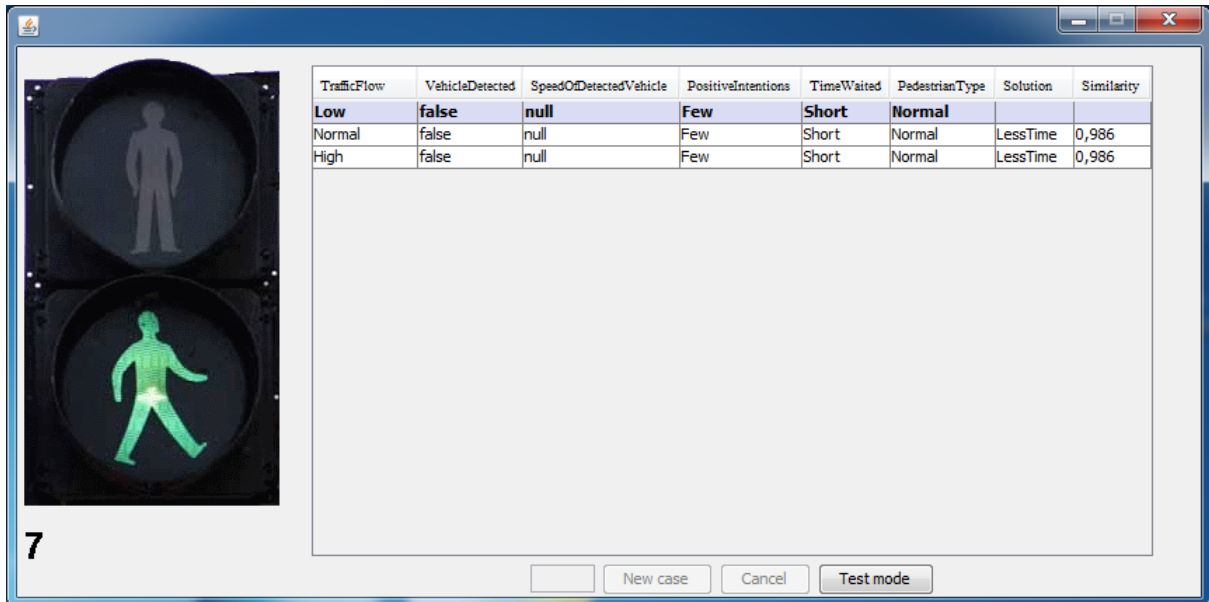 TrafficFlow VehicleDetected SpeedOfDetectedVehicle PositiveIntentions TimeWaited PedestrianType Solution Similarity
Low false null Few Short Normal
Normal false null Few Short Normal LessTime 0,986
High false null Few Short Normal LessTime 0,986
7
New case Cancel Test mode